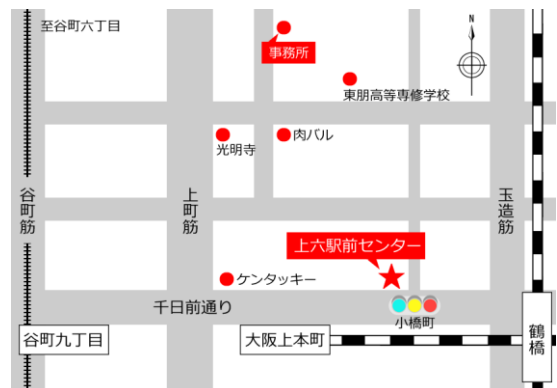 至谷町六丁目
N
事務所
東朋高等専修学校
光明寺
肉バル
谷町筋
上町筋
玉造筋
上六駅前センター
ケンタッキー
千日前通り
小橋町
谷町九丁目
大阪上本町
鶴橋